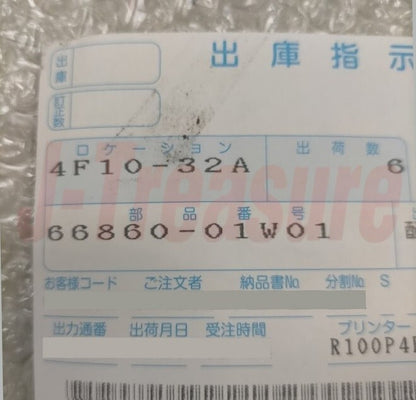 出庫指示
出庫
訂正数
ロケーション 出荷数
4F10-32A 6
部品番号
66860-01W01
J-Treasure
お客様コード ご注文者 納品書No. 分割No. S
出力通番 出荷月日 受注時間 プリンター
R100P4